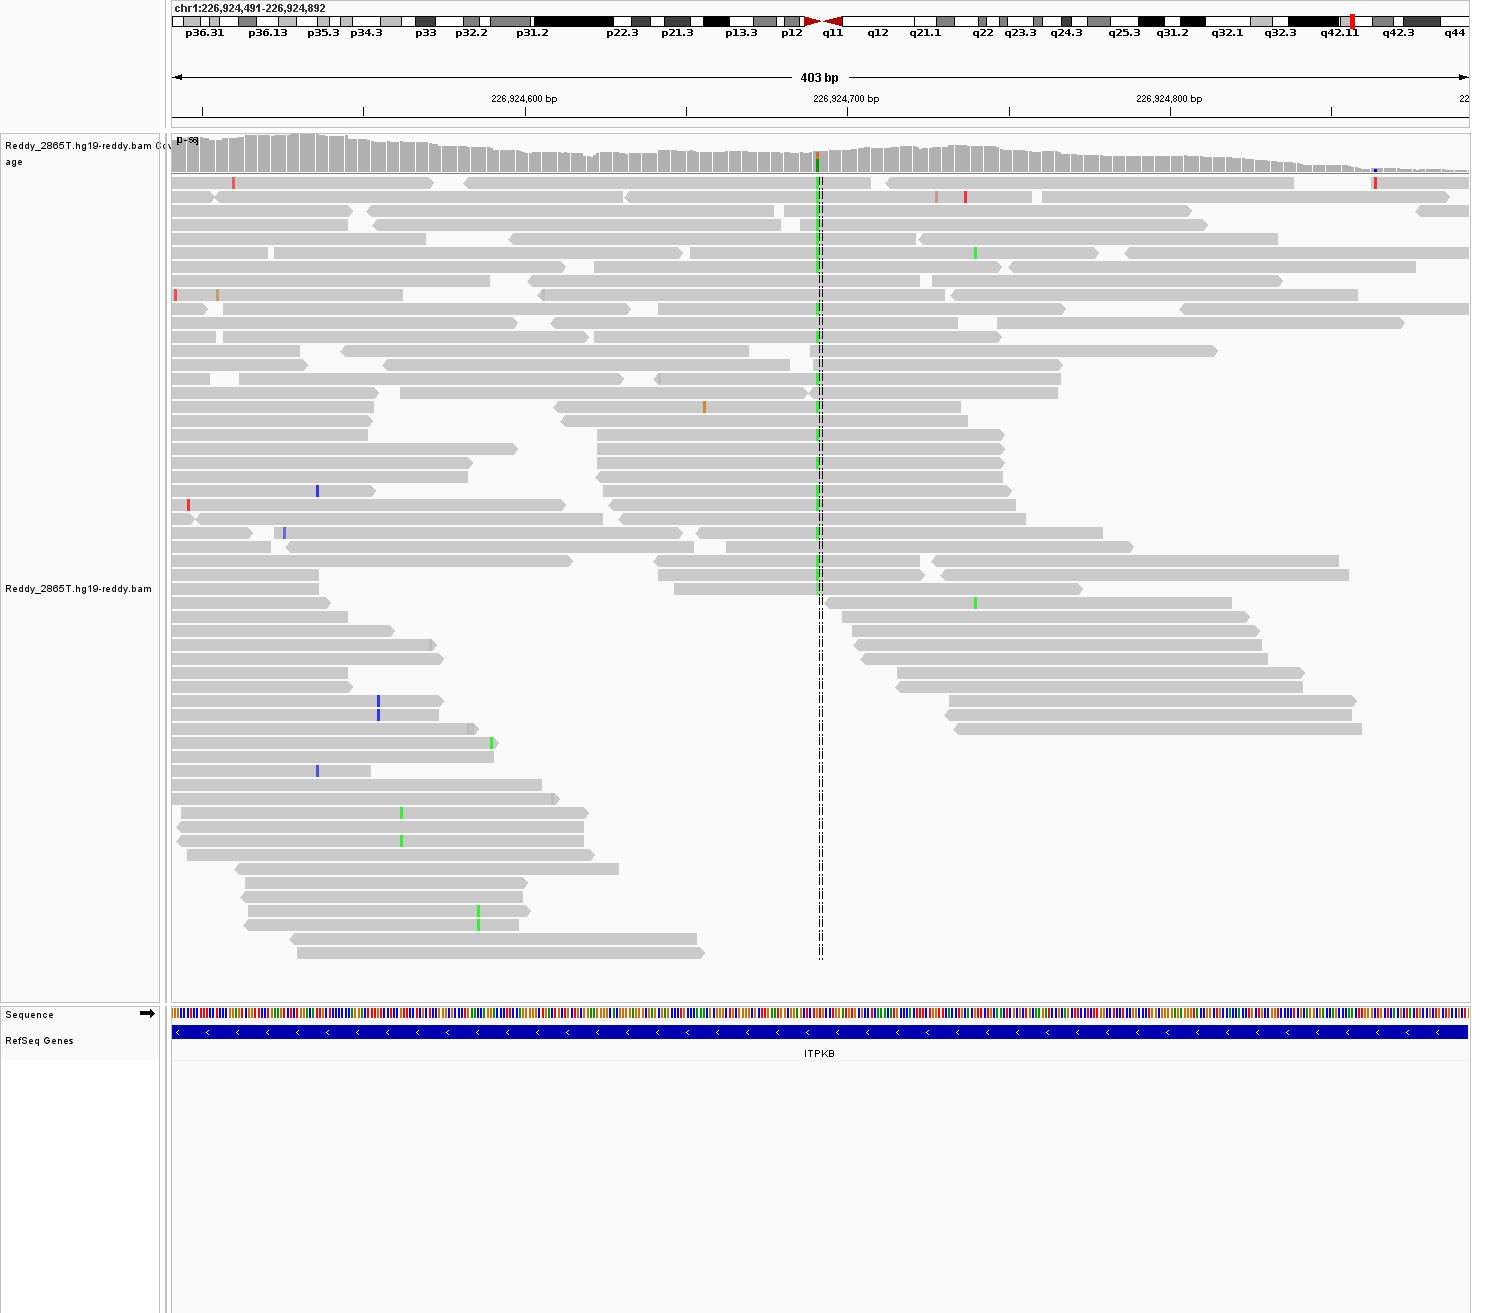 chr1:226,924,491-226,924,892
p36.31 p36.13 p35.3 p34.3 p33 p32.2 p31.2 p22.3 p21.3 p13.3 p12 q11 q12 q21.1 q22 q23.3 q24.3 q25.3 q31.2 q32.1 q32.3 q42.11 q42.3 q44
403 bp
226,924,600 bp 226,924,700 bp 226,924,800 bp 22
Reddy_2865T.hg19-reddy.bam Cov
age
Reddy_2865T.hg19-reddy.bam
Sequence
RefSeq Genes
ITPKB